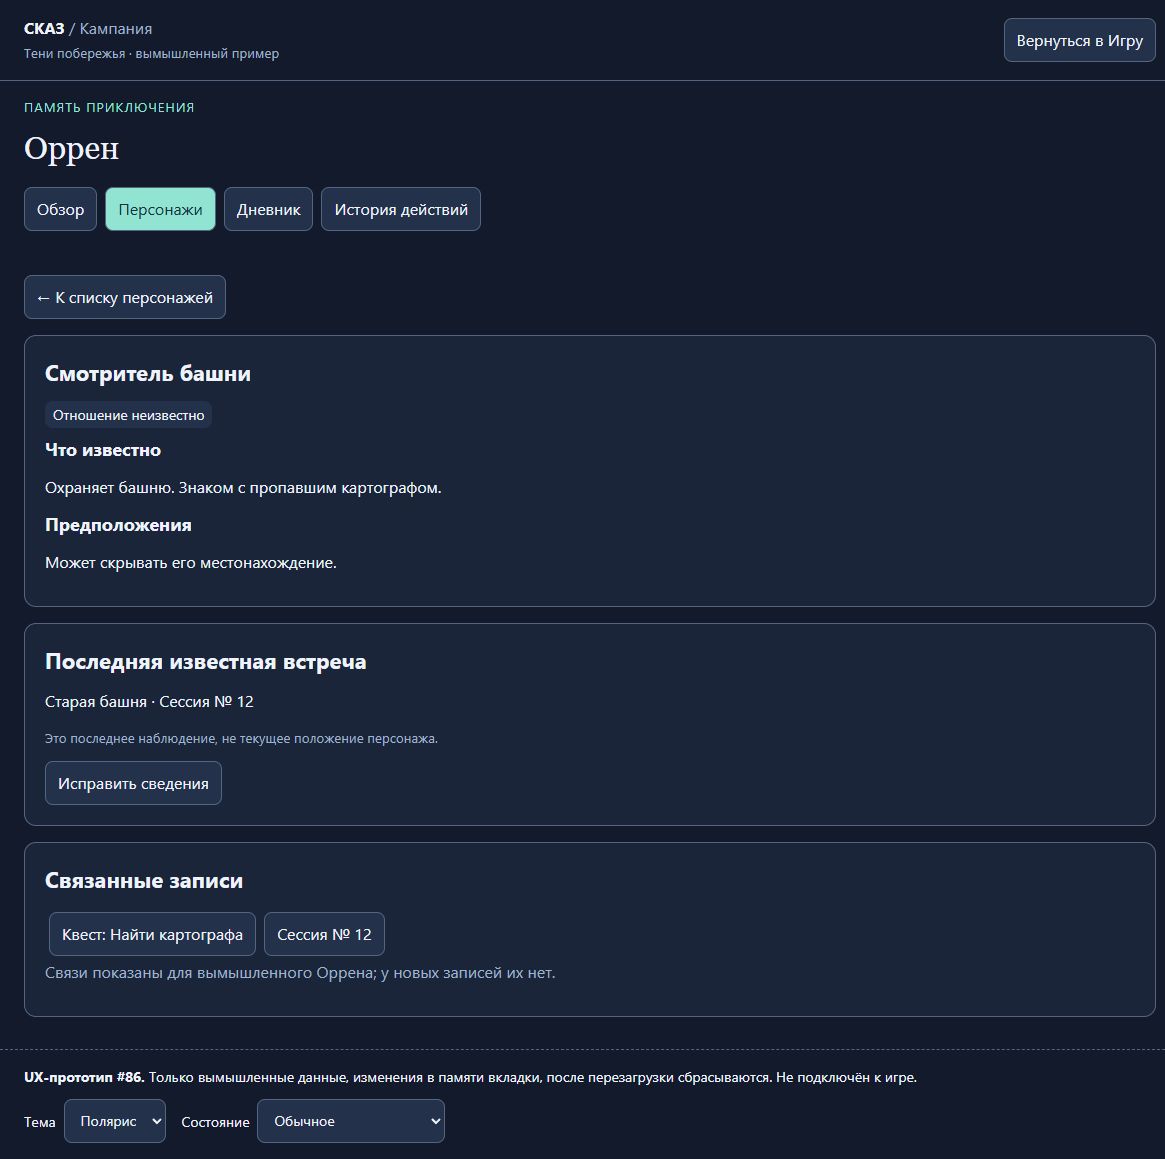 СКАЗ / Кампания
Тени побережья · вымышленный пример
Вернуться в Игру
ПАМЯТЬ ПРИКЛЮЧЕНИЯ
Оррен
Обзор Персонажи Дневник История действий
← К списку персонажей
Смотритель башни
Отношение неизвестно
Что известно
Охраняет башню. Знаком с пропавшим картографом.
Предположения
Может скрывать его местонахождение.
Последняя известная встреча
Старая башня · Сессия № 12
Это последнее наблюдение, не текущее положение персонажа.
Исправить сведения
Связанные записи
Квест: Найти картографа Сессия № 12
Связи показаны для вымышленного Оррена; у новых записей их нет.
UX-прототип #86. Только вымышленные данные, изменения в памяти вкладки, после перезагрузки сбрасываются. Не подключён к игре.
Тема Полярис Состояние Обычное